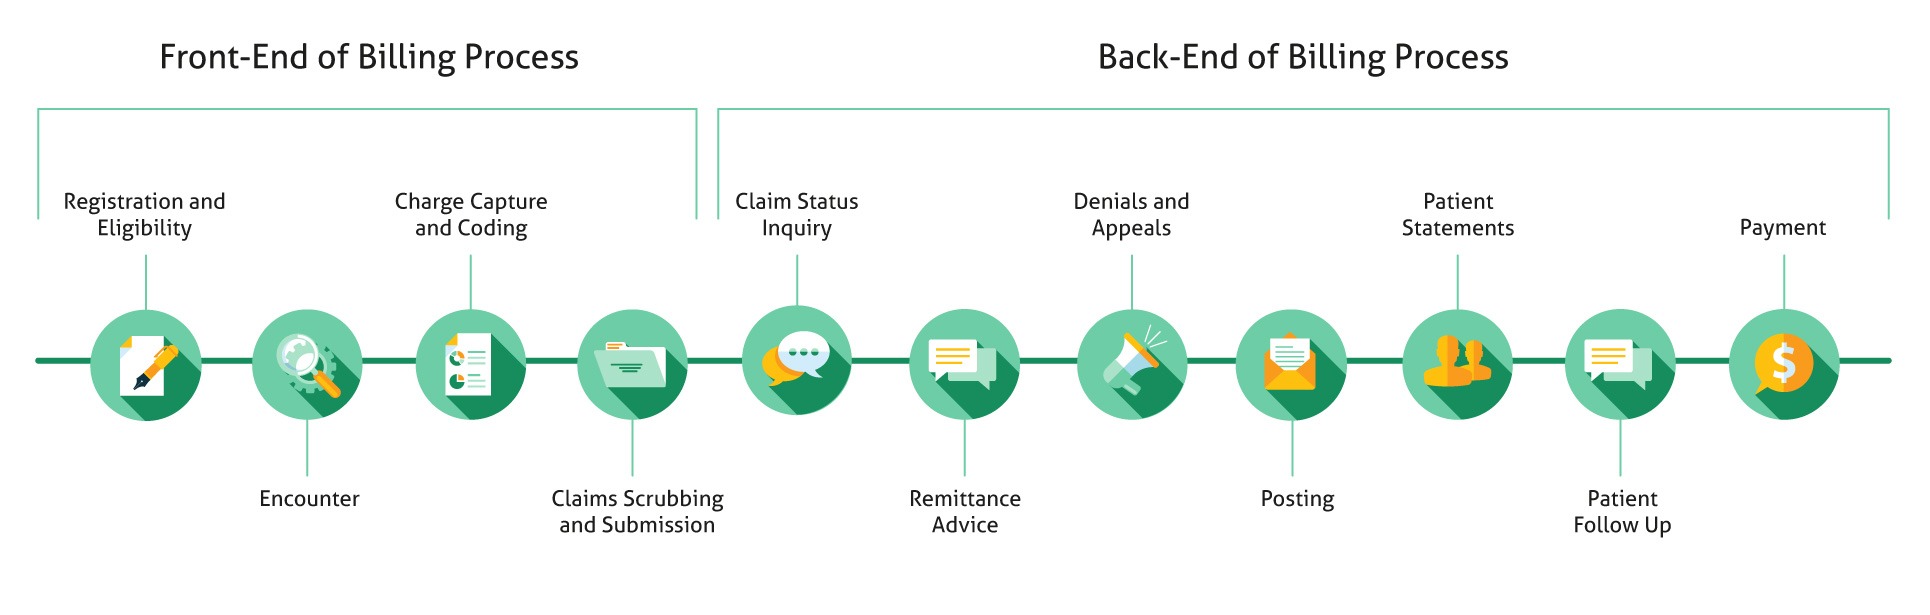 Front-End of Billing Process
Back-End of Billing Process
Registration and
Eligibility
Encounter
Charge Capture
and Coding
Claims Scrubbing
and Submission
Claim Status
Inquiry
Remittance
Advice
Denials and
Appeals
Posting
Patient
Statements
Patient
Follow Up
Payment
$